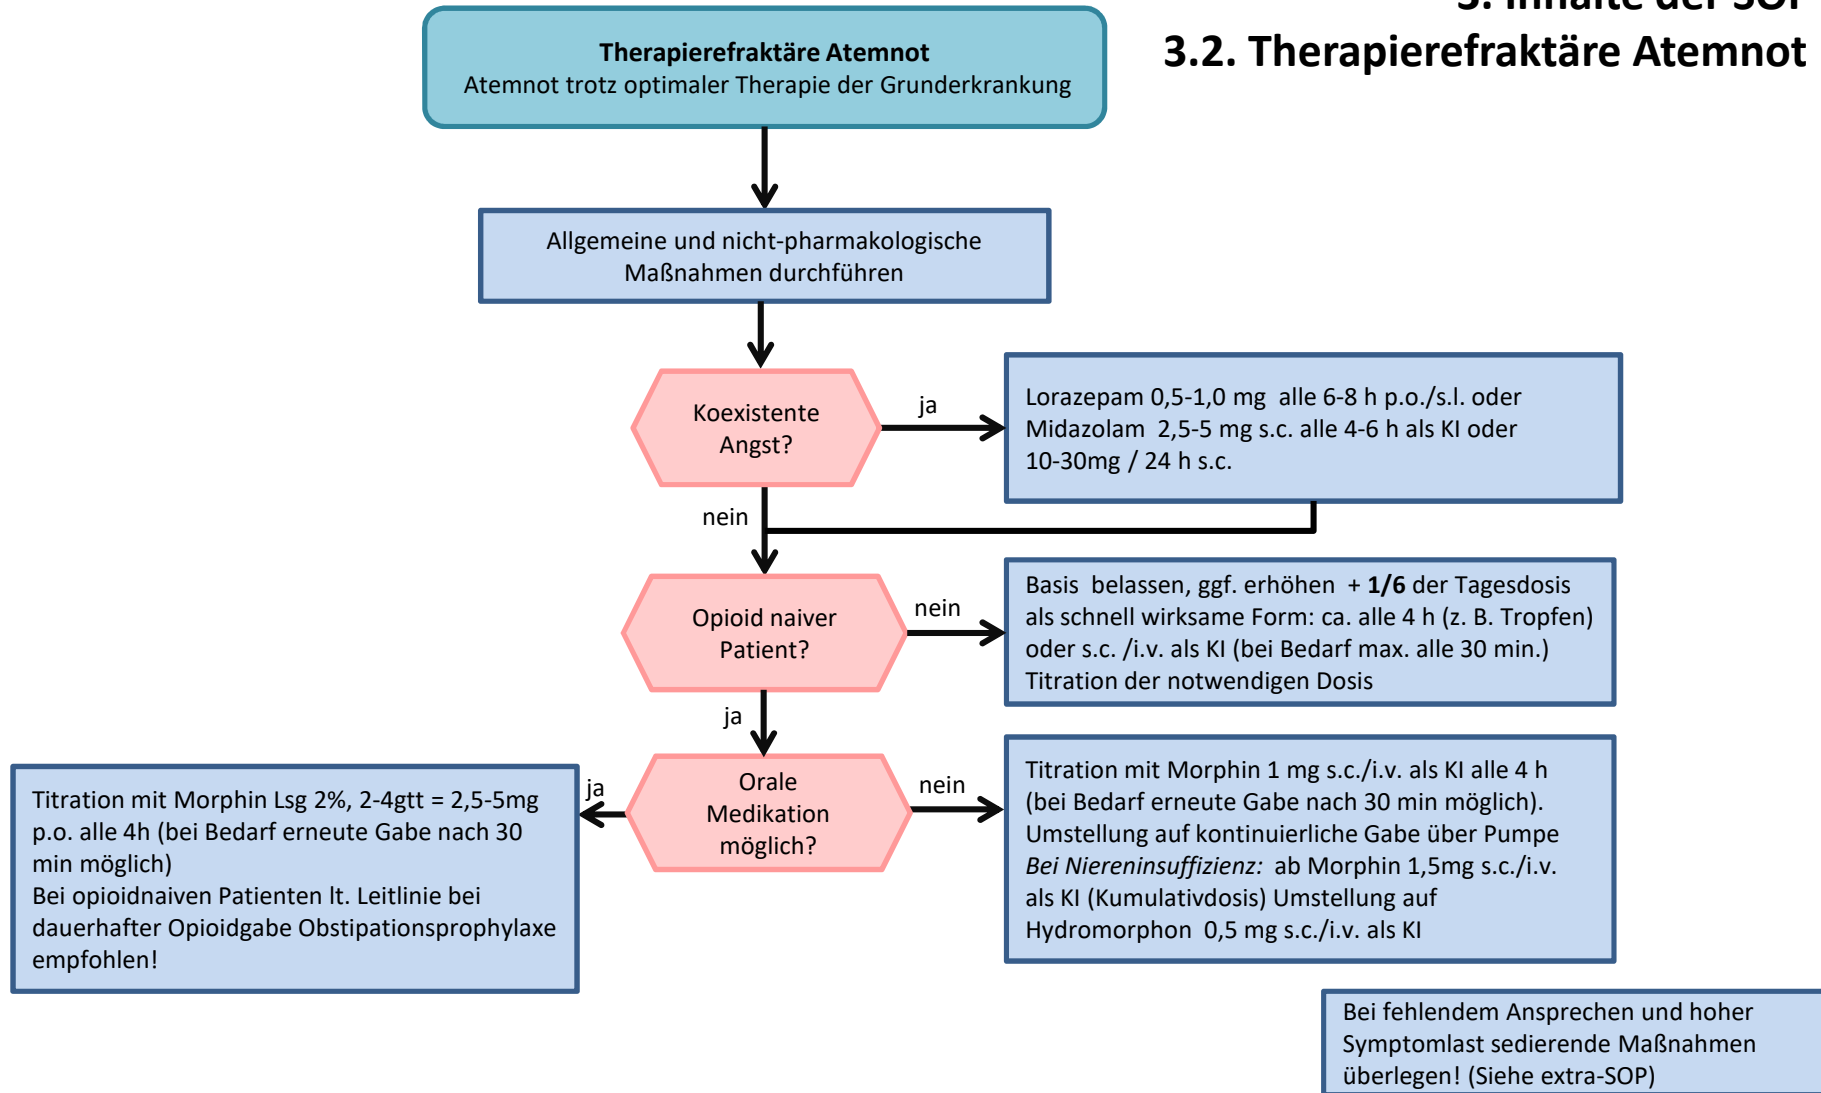 3. Inhalte der SOP
3.2. Therapierefraktäre Atemnot
Therapierefraktäre Atemnot
Atemnot trotz optimaler Therapie der Grunderkrankung
Allgemeine und nicht-pharmakologische
Maßnahmen durchführen
Koexistente
Angst?
ja
Lorazepam 0,5-1,0 mg alle 6-8 h p.o./s.l. oder
Midazolam 2,5-5 mg s.c. alle 4-6 h als KI oder
10-30mg / 24 h s.c.
nein
Opioid naiver
Patient?
nein
Basis belassen, ggf. erhöhen + 1/6 der Tagesdosis
als schnell wirksame Form: ca. alle 4 h (z. B. Tropfen)
oder s.c. /i.v. als KI (bei Bedarf max. alle 30 min.)
Titration der notwendigen Dosis
ja
Orale
Medikation
möglich?
ja
Titration mit Morphin Lsg 2%, 2-4gtt = 2,5-5mg
p.o. alle 4h (bei Bedarf erneute Gabe nach 30
min möglich)
Bei opioidnaiven Patienten lt. Leitlinie bei
dauerhafter Opioidgabe Obstipationsprophylaxe
empfohlen!
nein
Titration mit Morphin 1 mg s.c./i.v. als KI alle 4 h
(bei Bedarf erneute Gabe nach 30 min möglich).
Umstellung auf kontinuierliche Gabe über Pumpe
Bei Niereninsuffizienz: ab Morphin 1,5mg s.c./i.v.
als KI (Kumulativdosis) Umstellung auf
Hydromorphon 0,5 mg s.c./i.v. als KI
Bei fehlendem Ansprechen und hoher
Symptomlast sedierende Maßnahmen
überlegen! (Siehe extra-SOP)